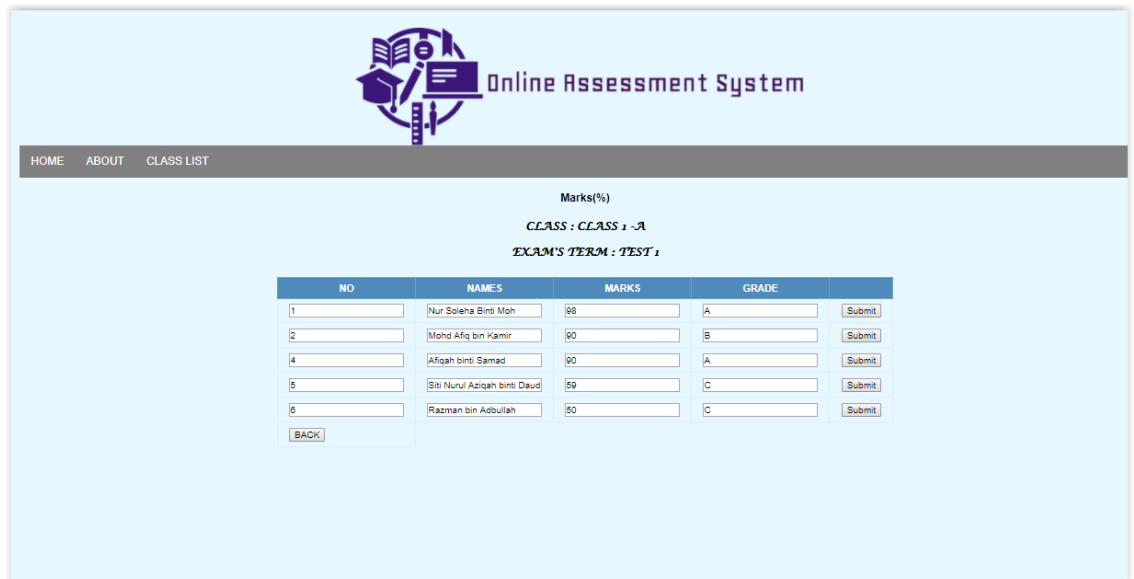 Online Assessment System
HOME ABOUT CLASS LIST
Marks(%)
CLASS : CLASS 1 -A
EXAM'S TERM : TEST 1
NO NAMES MARKS GRADE
1 Nur Soleha Binti Moh 98 A Submit
2 Mohd Afiq bin Kamir 90 B Submit
4 Afiqah binti Samad 90 A Submit
5 Siti Nurul Aziqah binti Daud 59 C Submit
6 Razman bin Adbullah 50 C Submit
BACK